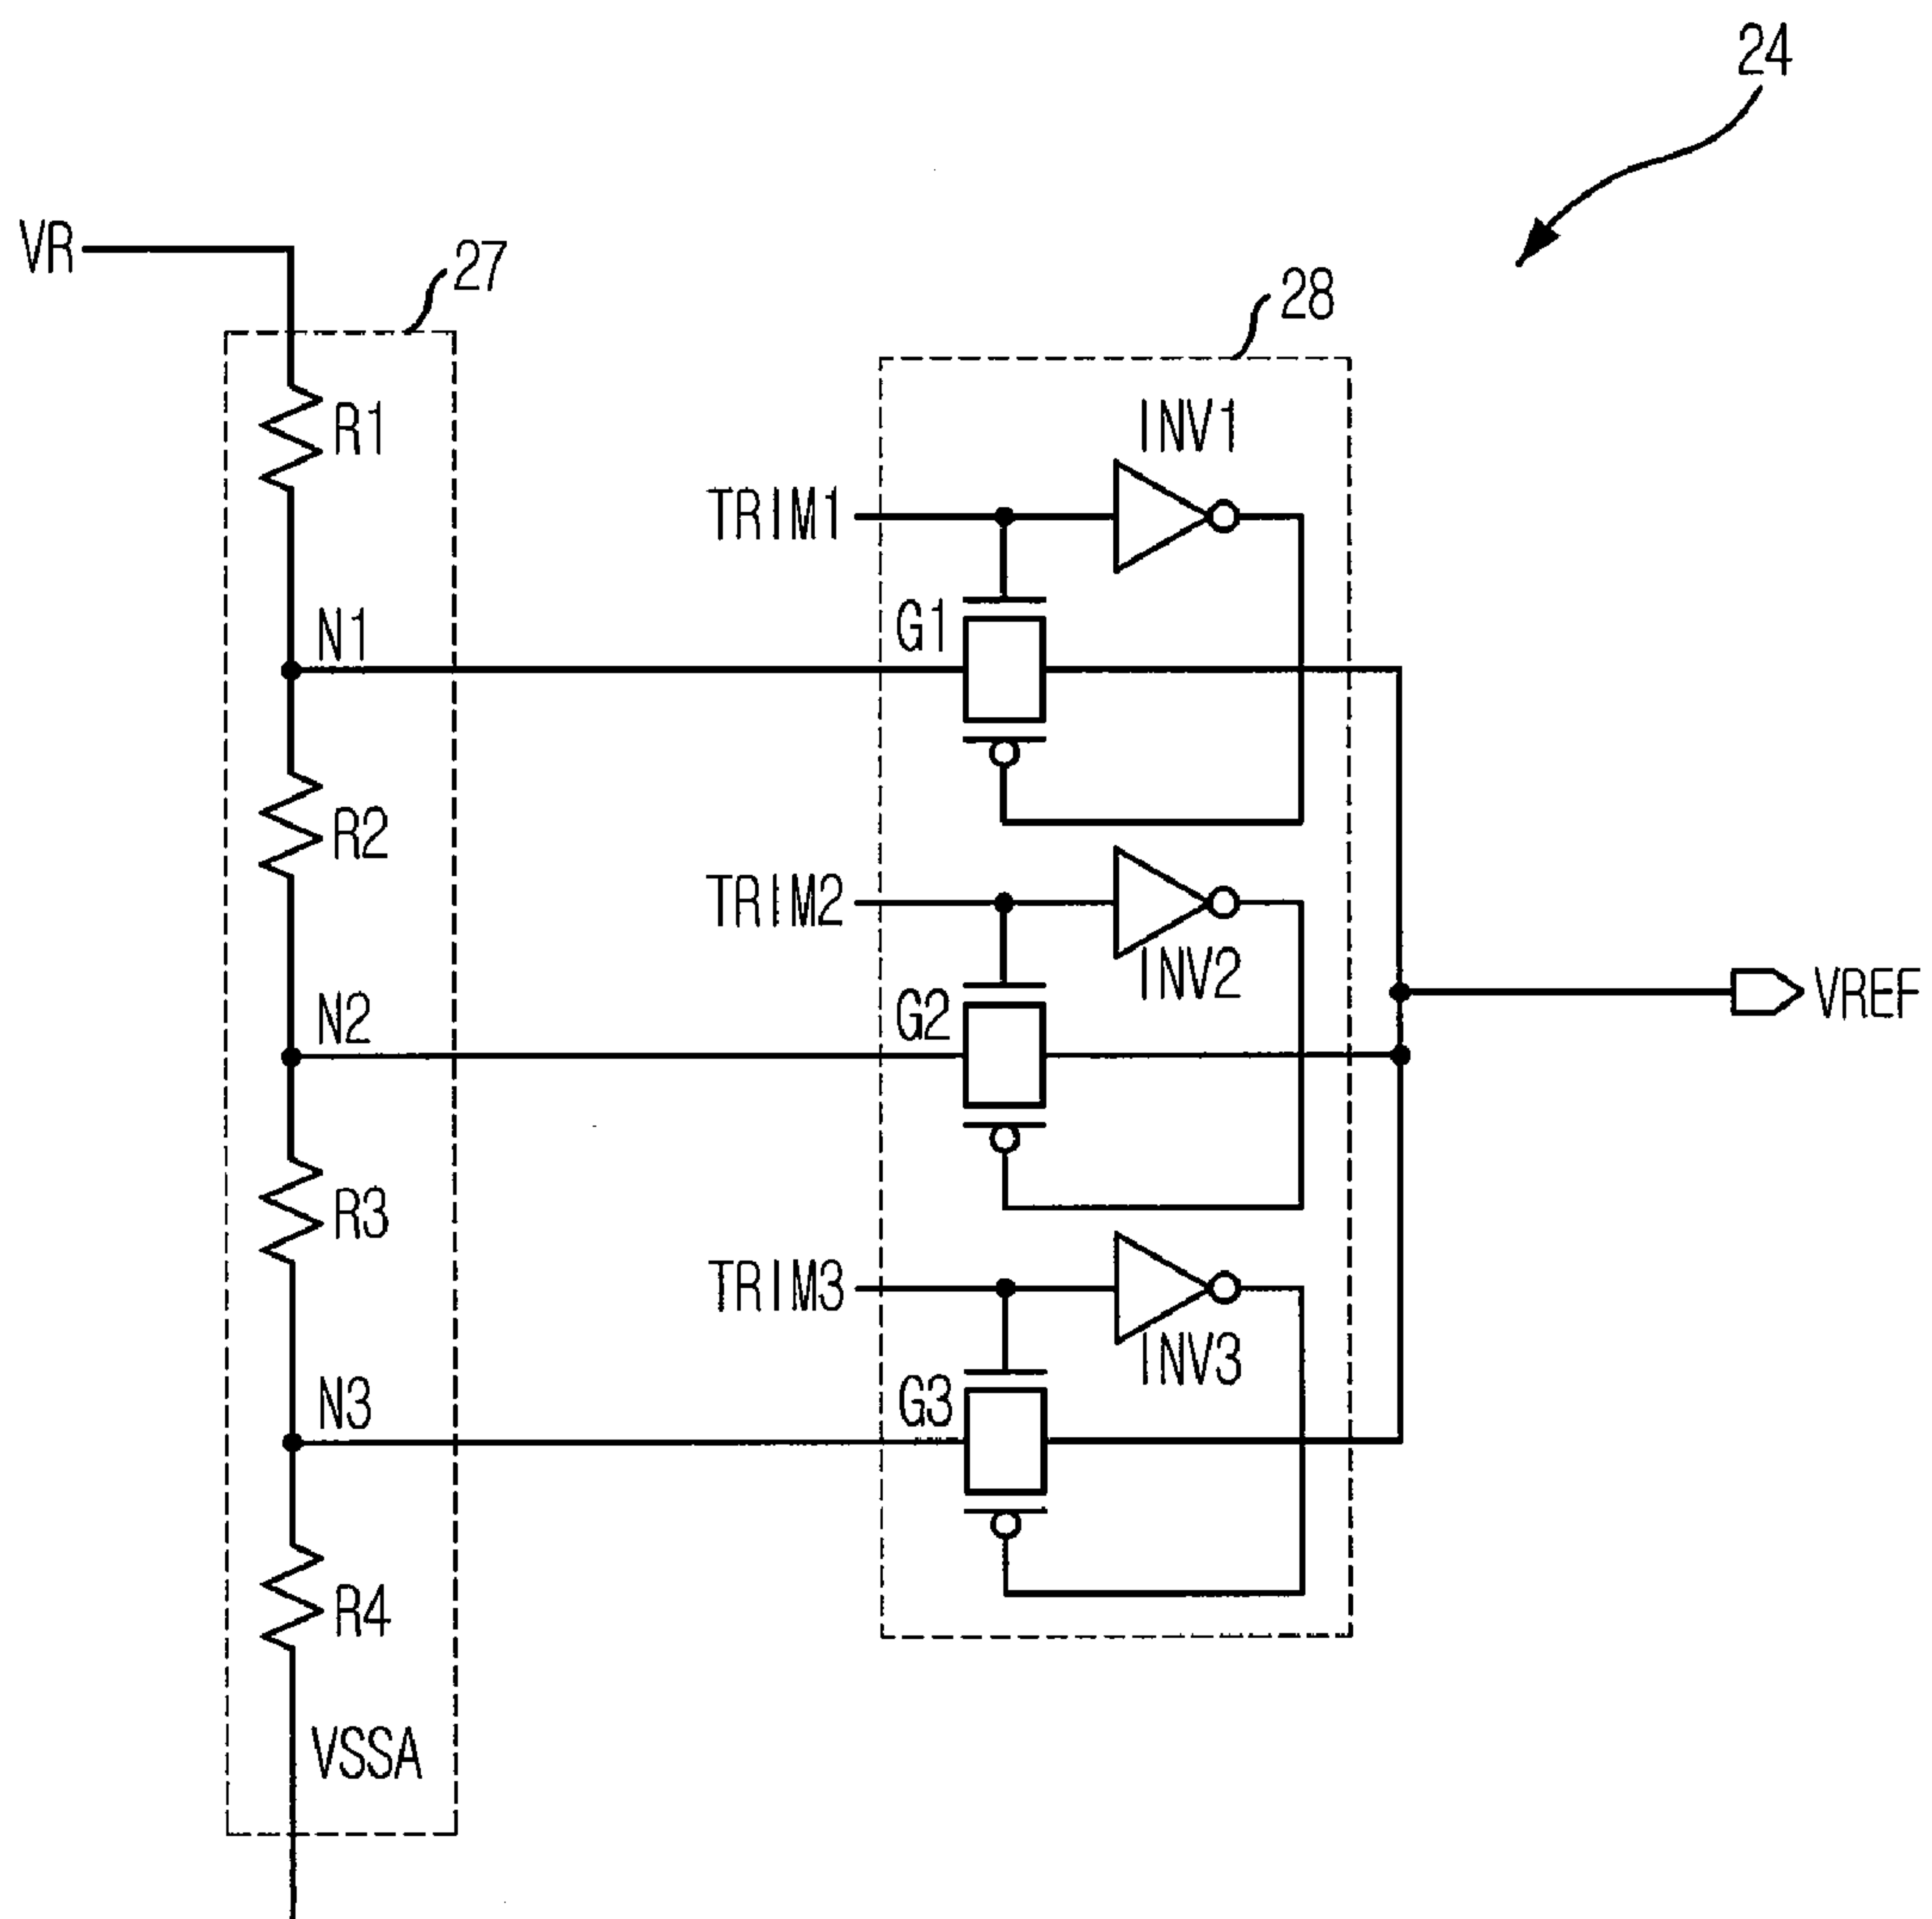 24
VR
27
28
R1
INV1
TRIM1
G1
N1
R2
TRIM2
INV2
G2
N2
VREF
R3
TRIM3
INV3
G3
N3
R4
VSSA